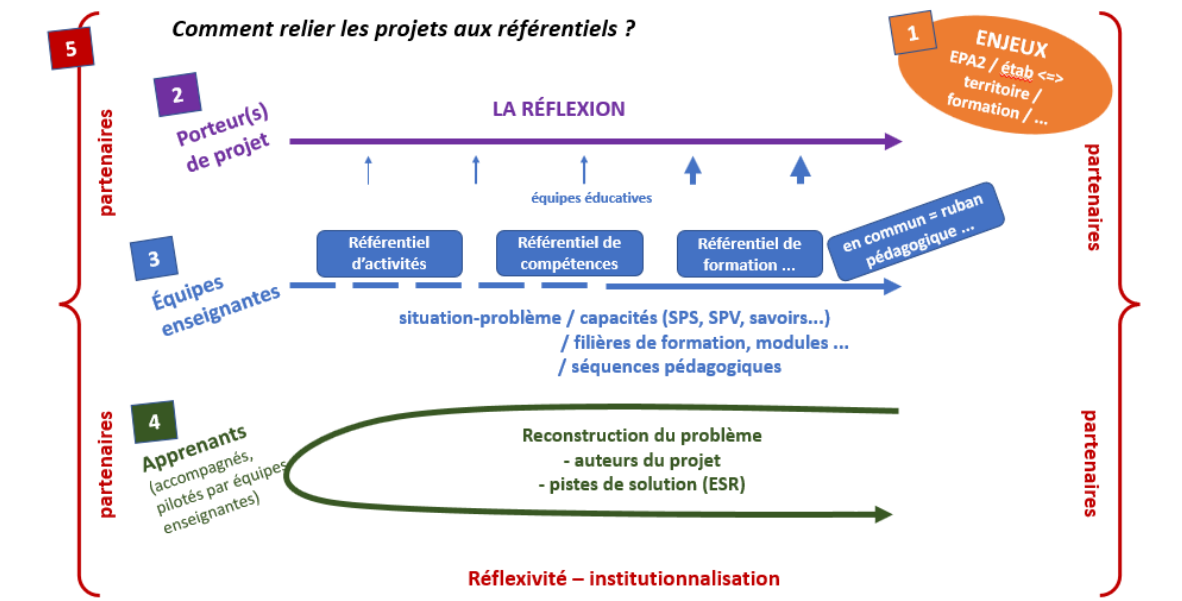 Comment relier les projets aux référentiels ?
5
1
ENJEUX
EPA2 / étab <=>
territoire /
formation / ...
2
Porteur(s)
de projet
LA RÉFLEXION
partenaires
partenaires
équipes éducatives
3
Équipes
enseignantes
Référentiel
d'activités
Référentiel de
compétences
Référentiel de
formation ...
en commun = ruban
pédagogique ...
situation-problème / capacités (SPS, SPV, savoirs...)
/ filières de formation, modules ...
/ séquences pédagogiques
4
Apprenants
(accompagnés,
pilotés par équipes
enseignantes)
partenaires
partenaires
Reconstruction du problème
- auteurs du projet
- pistes de solution (ESR)
Réflexivité – institutionnalisation